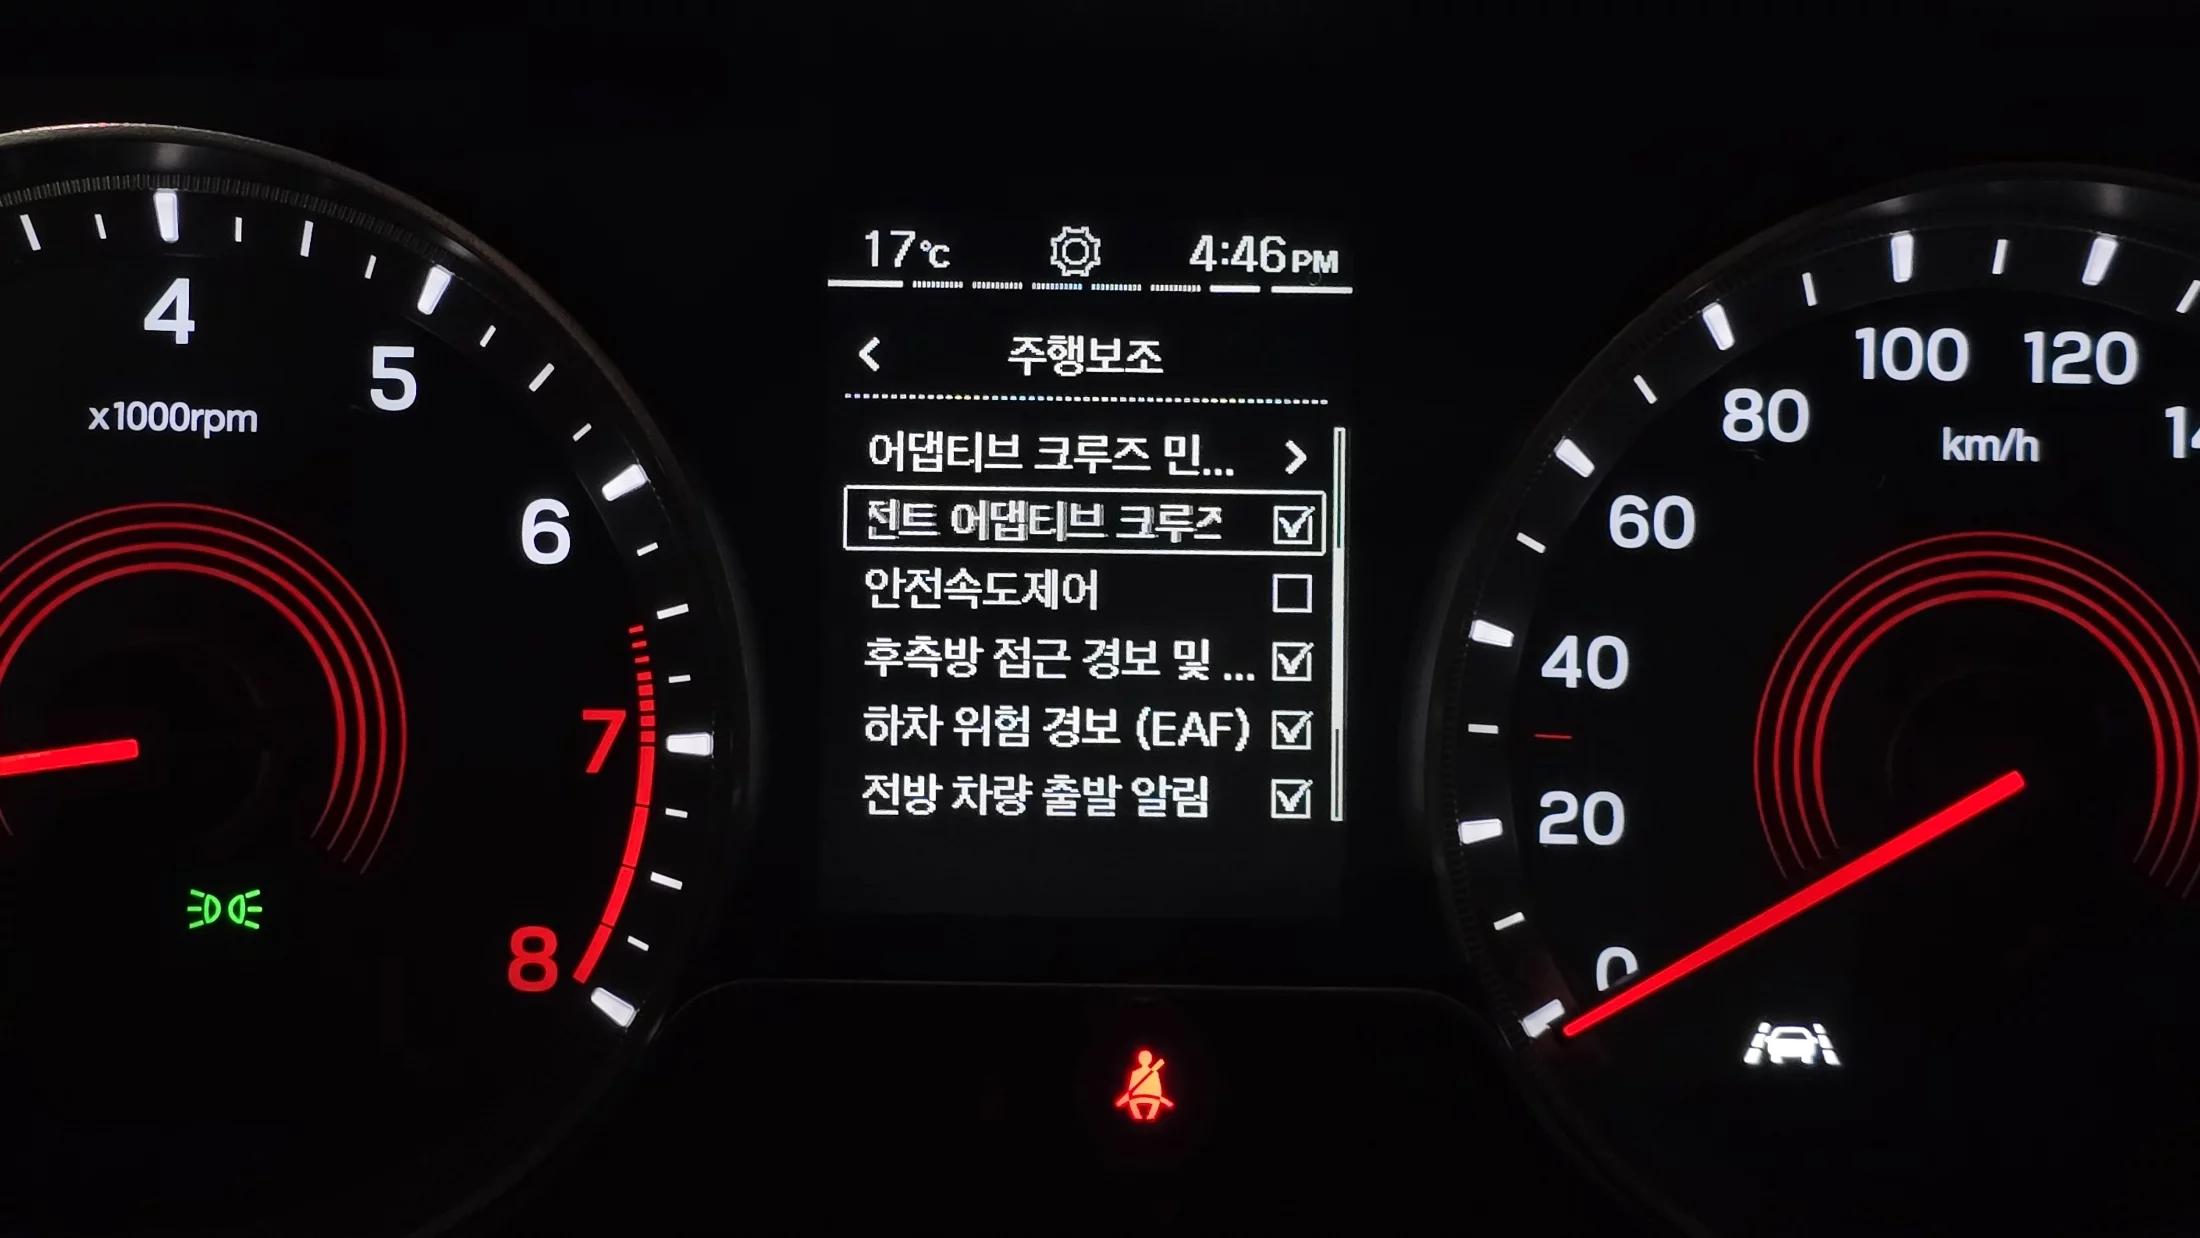 17℃ 4:46PM
주행보조
어댑티브 크루즈 민...
전트 어댑티브 크루즈
안전속도제어
후측방 접근 경보 및 ...
하차 위험 경보 (EAF)
전방 차량 출발 알림
4
5
x1000rpm
6
7
8
100
120
80
km/h
60
40
20
0